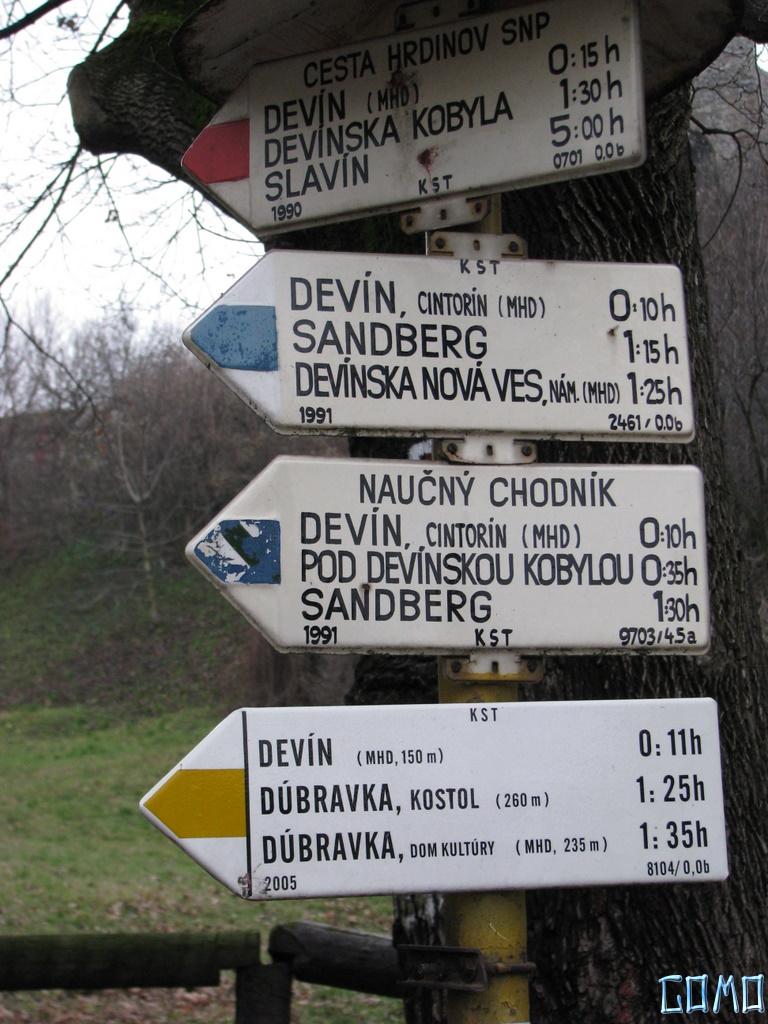 CESTA HRDINOV SNP
DEVÍN (MHD) 0:15 h
DEVÍNSKA KOBYLA 1:30 h
SLAVÍN 5:00 h
1990 KST 0701 0.0b
KST
DEVÍN, CINTORÍN (MHD) 0:10h
SANDBERG 1:15h
DEVÍNSKA NOVÁ VES, NÁM. (MHD) 1:25h
1991 2461/0.0b
NAUČNÝ CHODNÍK
DEVÍN, CINTORÍN (MHD) 0:10h
POD DEVÍNSKOU KOBYLOU 0:35h
SANDBERG 1:30h
1991 KST 9703/4.5a
KST
DEVÍN (MHD, 150 m) 0:11h
DÚBRAVKA, KOSTOL (260 m) 1:25h
DÚBRAVKA, DOM KULTÚRY (MHD, 235 m) 1:35h
2005 8104/0,0b
COMO